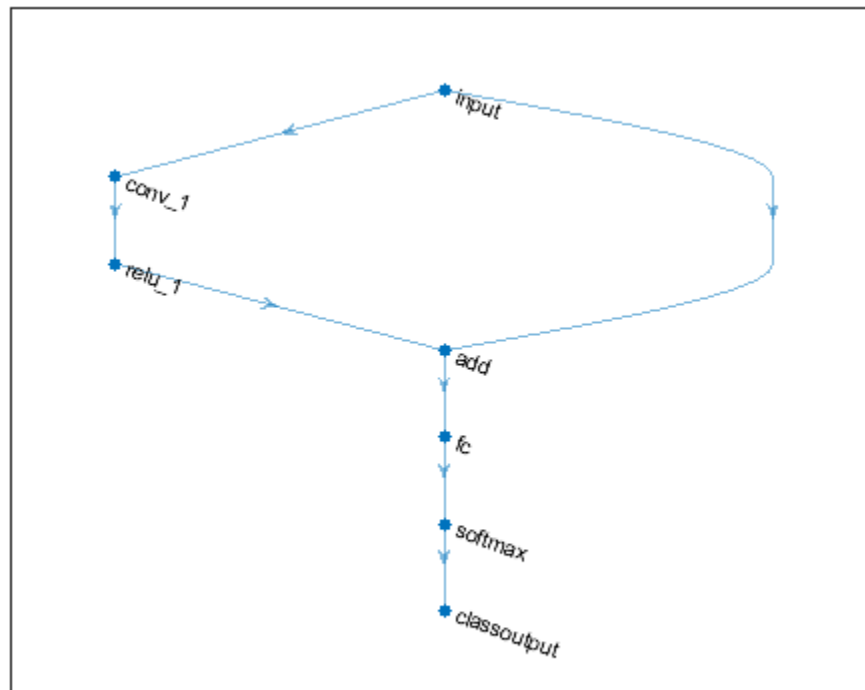 input
conv_1
relu_1
add
fc
softmax
classoutput